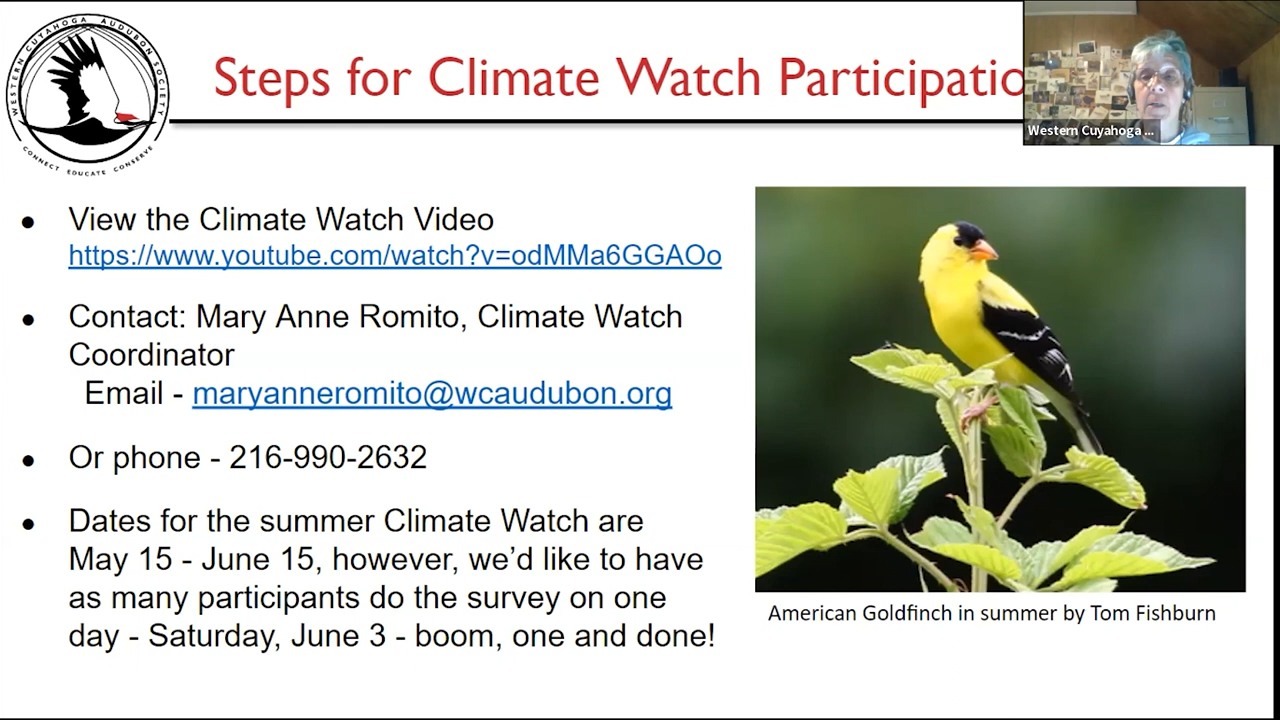 WESTERN CUYAHOGA AUDUBON SOCIETY
CONNECT EDUCATE CONSERVE
Steps for Climate Watch Participatio
Western Cuyahoga ...
● View the Climate Watch Video
https://www.youtube.com/watch?v=odMMa6GGAOo
● Contact: Mary Anne Romito, Climate Watch
Coordinator
Email - maryanneromito@wcaudubon.org
● Or phone - 216-990-2632
● Dates for the summer Climate Watch are
May 15 - June 15, however, we’d like to have
as many participants do the survey on one
day - Saturday, June 3 - boom, one and done!
American Goldfinch in summer by Tom Fishburn